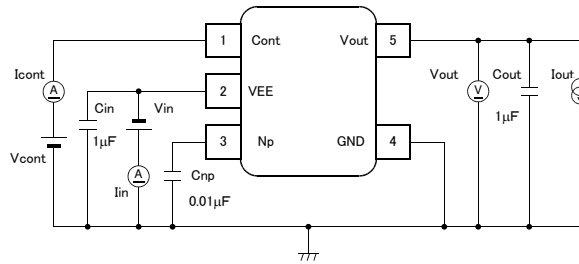 1 Cont Vout 5
Icont A
Cin Vin 2 VEE Vout V Cout Iout
1μF 3 Np GND 4 1μF
Vcont A Iin Cnp
0.01μF